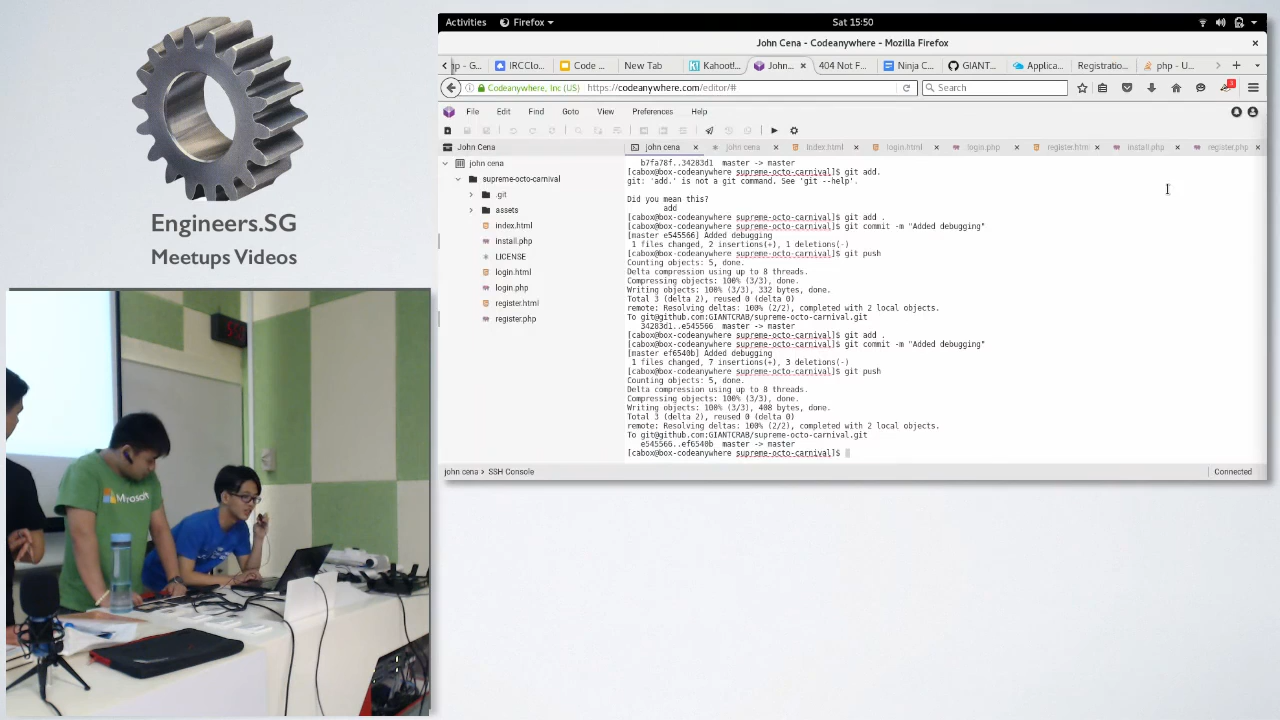 Engineers.SG
Meetups Videos
Activities
Firefox
Sat 15:50
John Cena - Codeanywhere - Mozilla Firefox
p - G...
IRCClo...
Code ...
New Tab
Kahoot!...
John...
404 Not F...
Ninja C...
GIANT...
Applica...
Registratio...
php - U...
Codeanywhere, Inc (US)
https://codeanywhere.com/editor/#
Search
3
File Edit Find Goto View Preferences Help
John Cena
john cena
john cena
index.html
login.html
login.php
register.html
install.php
register.php
john cena
supreme-octo-carnival
.git
assets
index.html
install.php
LICENSE
login.html
login.php
register.html
register.php
b7fa78f..34283d1 master -> master
[cabox@box-codeanywhere supreme-octo-carnival]$ git add.
git: 'add.' is not a git command. See 'git --help'.
Did you mean this?
add
[cabox@box-codeanywhere supreme-octo-carnival]$ git add .
[cabox@box-codeanywhere supreme-octo-carnival]$ git commit -m "Added debugging"
[master e545566] Added debugging
1 files changed, 2 insertions(+), 1 deletions(-)
[cabox@box-codeanywhere supreme-octo-carnival]$ git push
Counting objects: 5, done.
Delta compression using up to 8 threads.
Compressing objects: 100% (3/3), done.
Writing objects: 100% (3/3), 332 bytes, done.
Total 3 (delta 2), reused 0 (delta 0)
remote: Resolving deltas: 100% (2/2), completed with 2 local objects.
To git@github.com:GIANTCRAB/supreme-octo-carnival.git
34283d1..e545566 master -> master
[cabox@box-codeanywhere supreme-octo-carnival]$ git add .
[cabox@box-codeanywhere supreme-octo-carnival]$ git commit -m "Added debugging"
[master ef6540b] Added debugging
1 files changed, 7 insertions(+), 3 deletions(-)
[cabox@box-codeanywhere supreme-octo-carnival]$ git push
Counting objects: 5, done.
Delta compression using up to 8 threads.
Compressing objects: 100% (3/3), done.
Writing objects: 100% (3/3), 408 bytes, done.
Total 3 (delta 2), reused 0 (delta 0)
remote: Resolving deltas: 100% (2/2), completed with 2 local objects.
To git@github.com:GIANTCRAB/supreme-octo-carnival.git
e545566..ef6540b master -> master
[cabox@box-codeanywhere supreme-octo-carnival]$
john cena > SSH Console
Connected